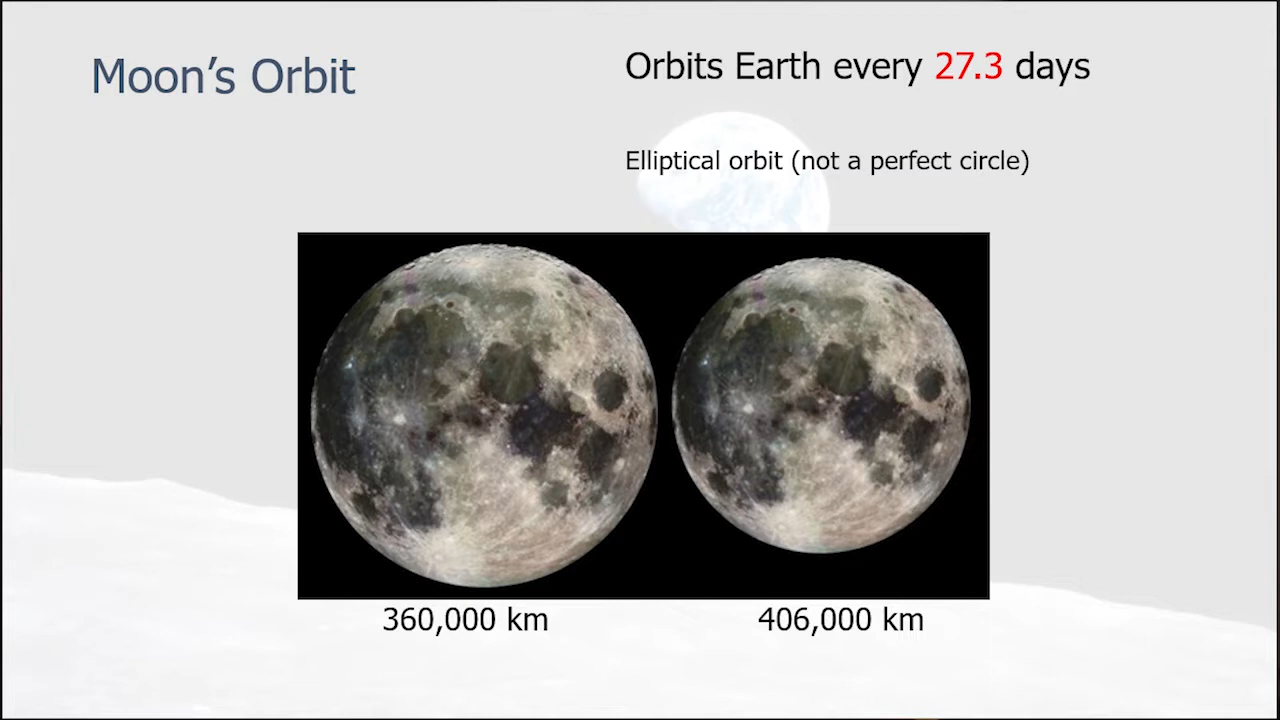 Moon's Orbit
Orbits Earth every 27.3 days
Elliptical orbit (not a perfect circle)
360,000 km
406,000 km